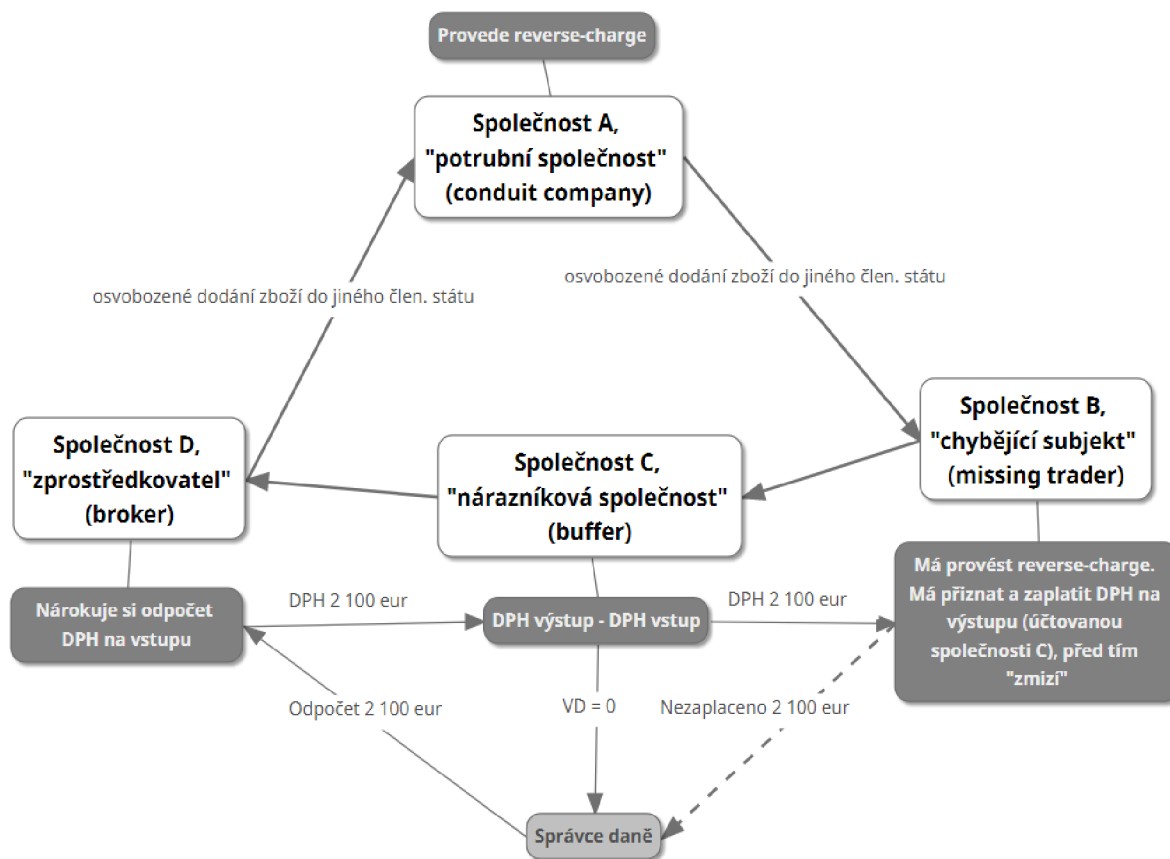 Provede reverse-charge
Společnost A,
"potrubní společnost"
(conduit company)
osvobozené dodání zboží do jiného člen. státu
osvobozené dodání zboží do jiného člen. státu
Společnost B,
"chybějící subjekt"
(missing trader)
Společnost D,
"zprostředkovatel"
(broker)
Společnost C,
"nárazníková společnost"
(buffer)
Má provést reverse-charge.
Má přiznat a zaplatit DPH na
výstupu (účtovanou
společnosti C), před tím
"zmizí"
Nárokuje si odpočet
DPH na vstupu
DPH 2 100 eur
DPH výstup - DPH vstup
DPH 2 100 eur
Odpočet 2 100 eur
VD = 0
Nezaplaceno 2 100 eur
Správce daně